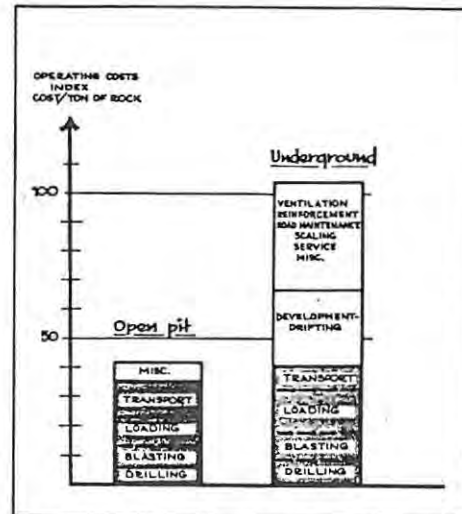 OPERATING COSTS
INDEX
COST/TON OF ROCK
Underground
100
VENTILATION
REINFORCEMENT
ROAD MAINTENANCE
SCALING
SERVICE
MISC.
DEVELOPMENT-
DRIFTING
50
Open pit
MISC.
TRANSPORT
LOADING
BLASTING
DRILLING
TRANSPORT
LOADING
BLASTING
DRILLING